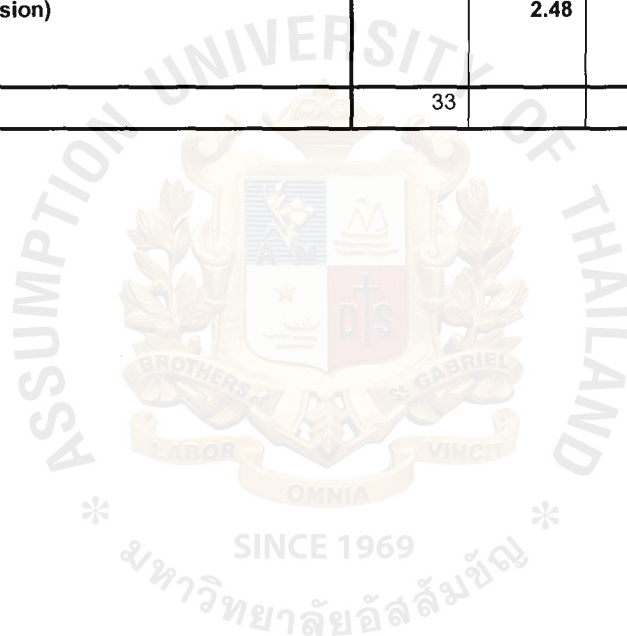 sion)
2.48
33
ASSUMPTION UNIVERSITY OF THAILAND
A M
D S
BROTHERS of St GABRIEL
LABOR
VINCIT
OMNIA
* SINCE 1969 *
มหาวิทยาลัยอัสสัมชัญ